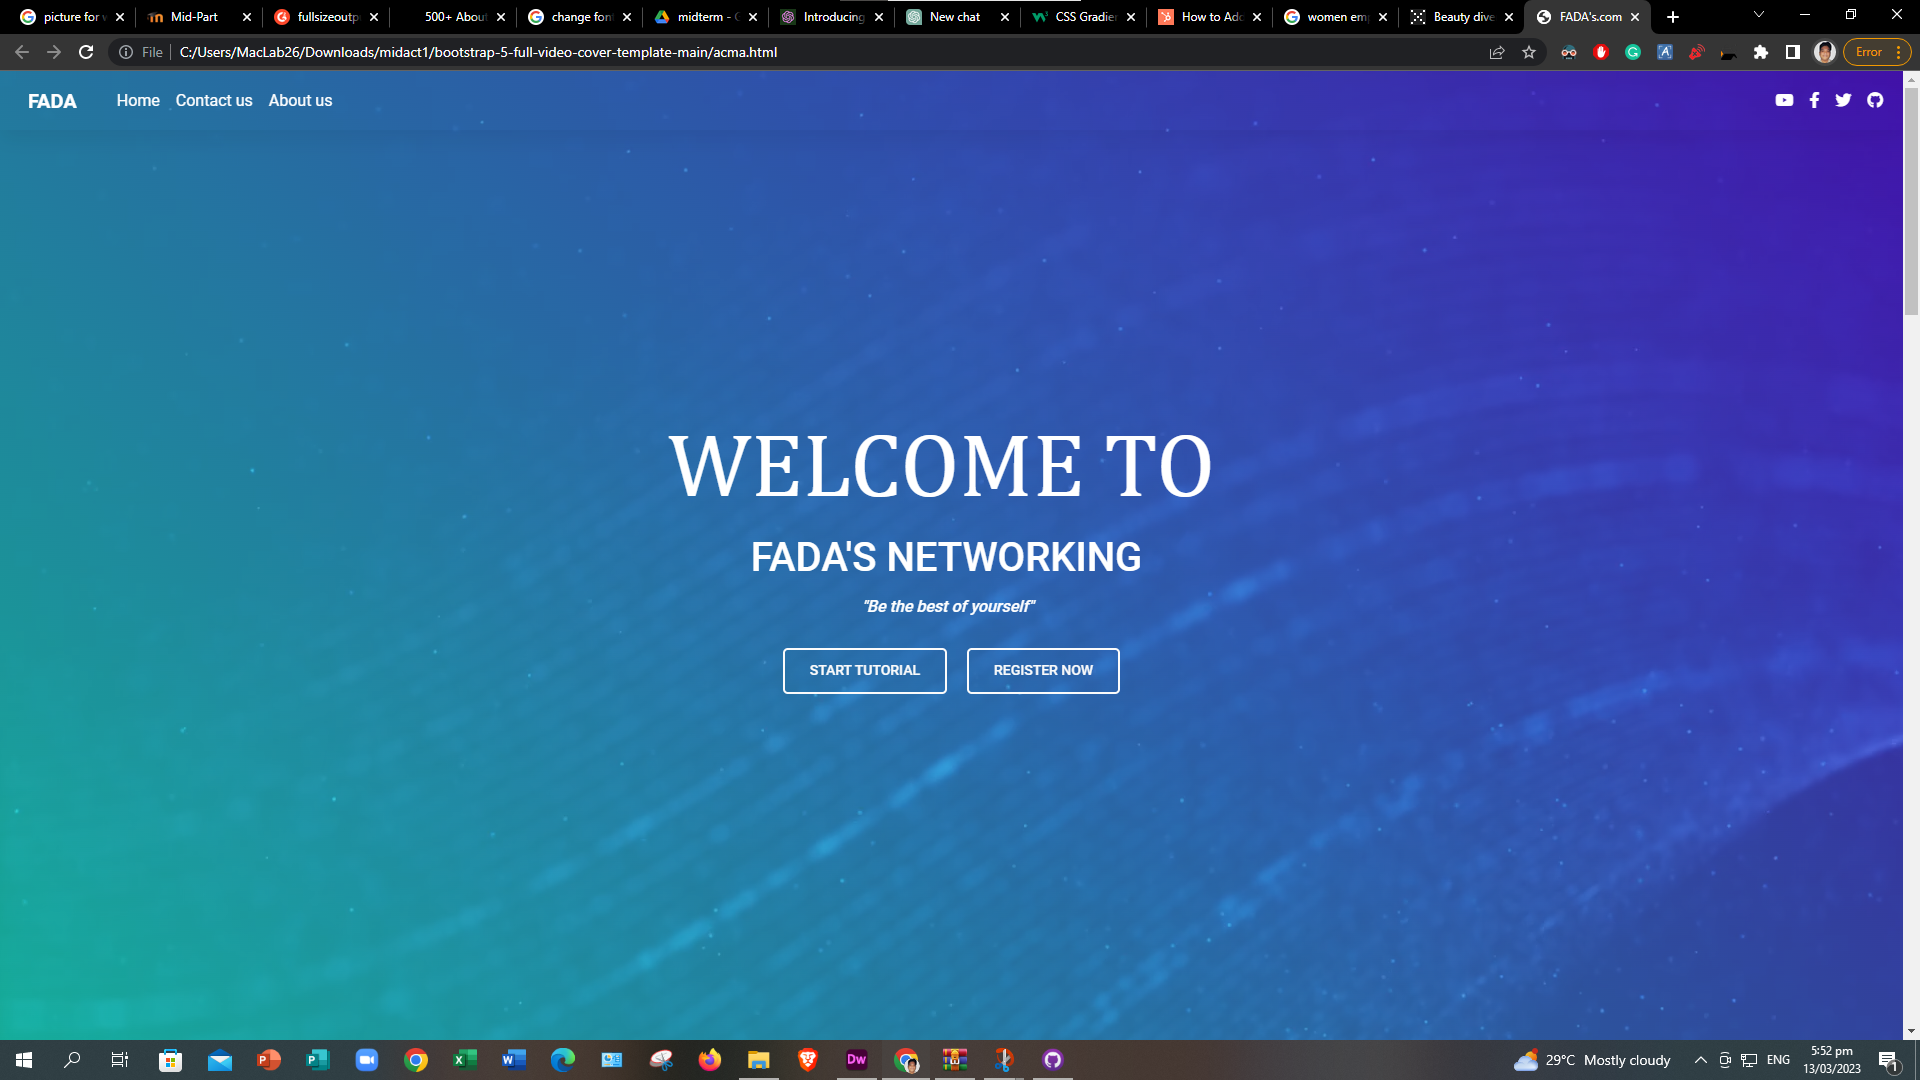 picture for w
Mid-Part
fullsizeoutp
500+ About
change font
midterm - G
Introducing
New chat
CSS Gradier
How to Add
women emp
Beauty dive
FADA's.com
File
C:/Users/MacLab26/Downloads/midact1/bootstrap-5-full-video-cover-template-main/acma.html
Error
FADA Home Contact us About us
WELCOME TO
FADA'S NETWORKING
"Be the best of yourself"
START TUTORIAL REGISTER NOW
29°C Mostly cloudy
ENG
5:52 pm
13/03/2023
1